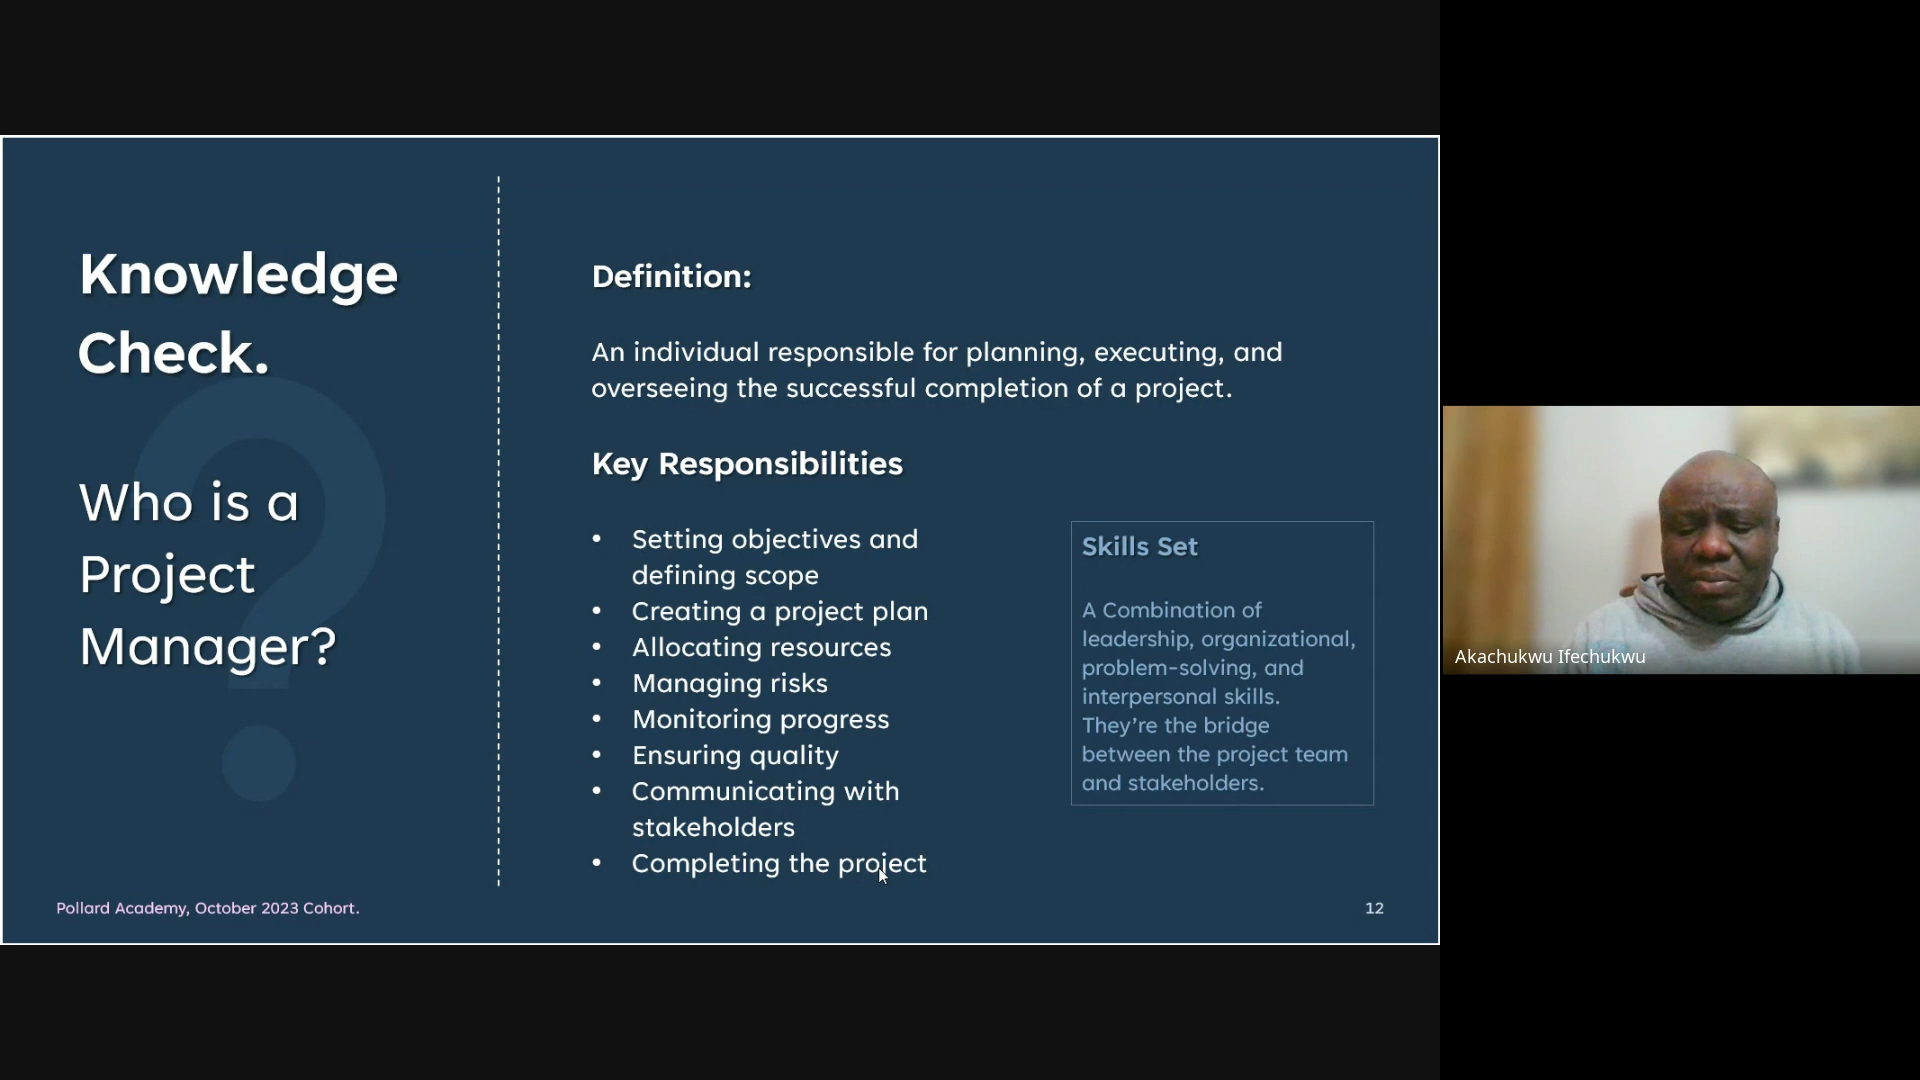 Knowledge
Check.
Who is a
Project
Manager?
Definition:
An individual responsible for planning, executing, and
overseeing the successful completion of a project.
Key Responsibilities
• Setting objectives and
defining scope
• Creating a project plan
• Allocating resources
• Managing risks
• Monitoring progress
• Ensuring quality
• Communicating with
stakeholders
• Completing the project
Skills Set
A Combination of
leadership, organizational,
problem-solving, and
interpersonal skills.
They’re the bridge
between the project team
and stakeholders.
Pollard Academy, October 2023 Cohort.
12
Akachukwu Ifechukwu